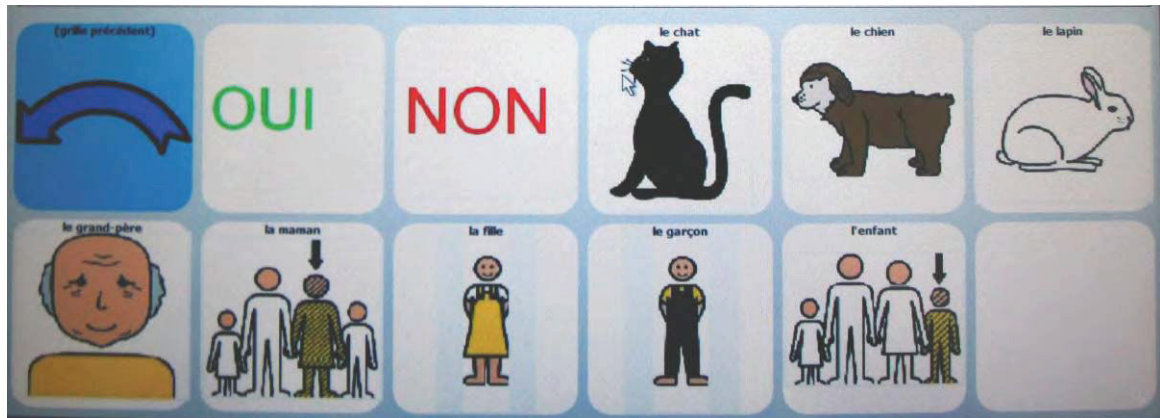 (grille précédent)
OUI
NON
le chat
le chien
le lapin
le grand-père
la maman
la fille
le garçon
l'enfant